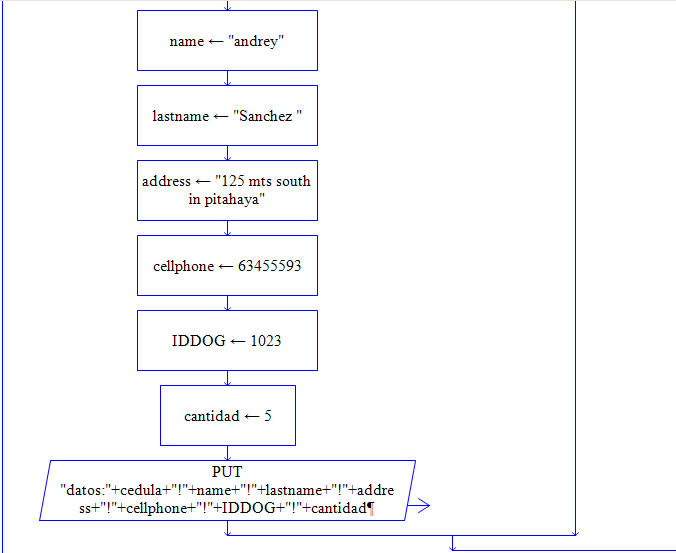 name ← "andrey"
lastname ← "Sanchez "
address ← "125 mts south
in pitahaya"
cellphone ← 63455593
IDDOG ← 1023
cantidad ← 5
PUT
"datos:"+cedula+"!"+name+"!"+lastname+"!"+addre
ss+"!"+cellphone+"!"+IDDOG+"!"+cantidad¶